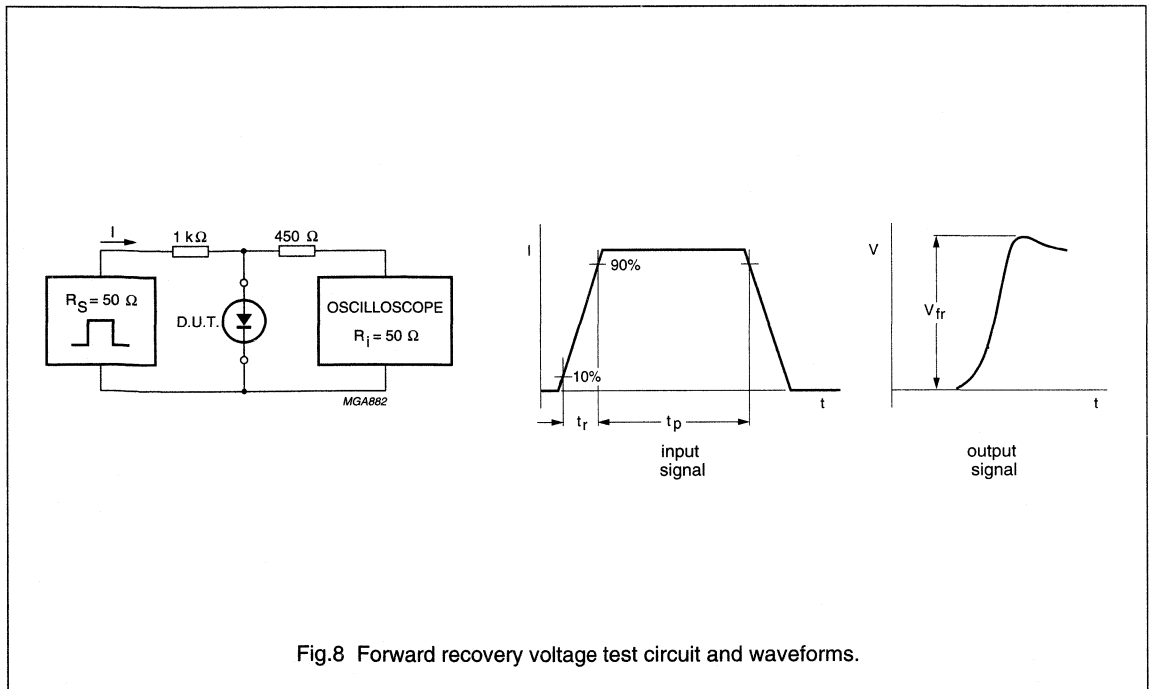 I
1 kΩ
450 Ω
R_S = 50 Ω
D.U.T.
OSCILLOSCOPE
R_i = 50 Ω
MGA882
I
90%
10%
t
t_r
t_p
input
signal
V
V_fr
t
output
signal
Fig.8 Forward recovery voltage test circuit and waveforms.